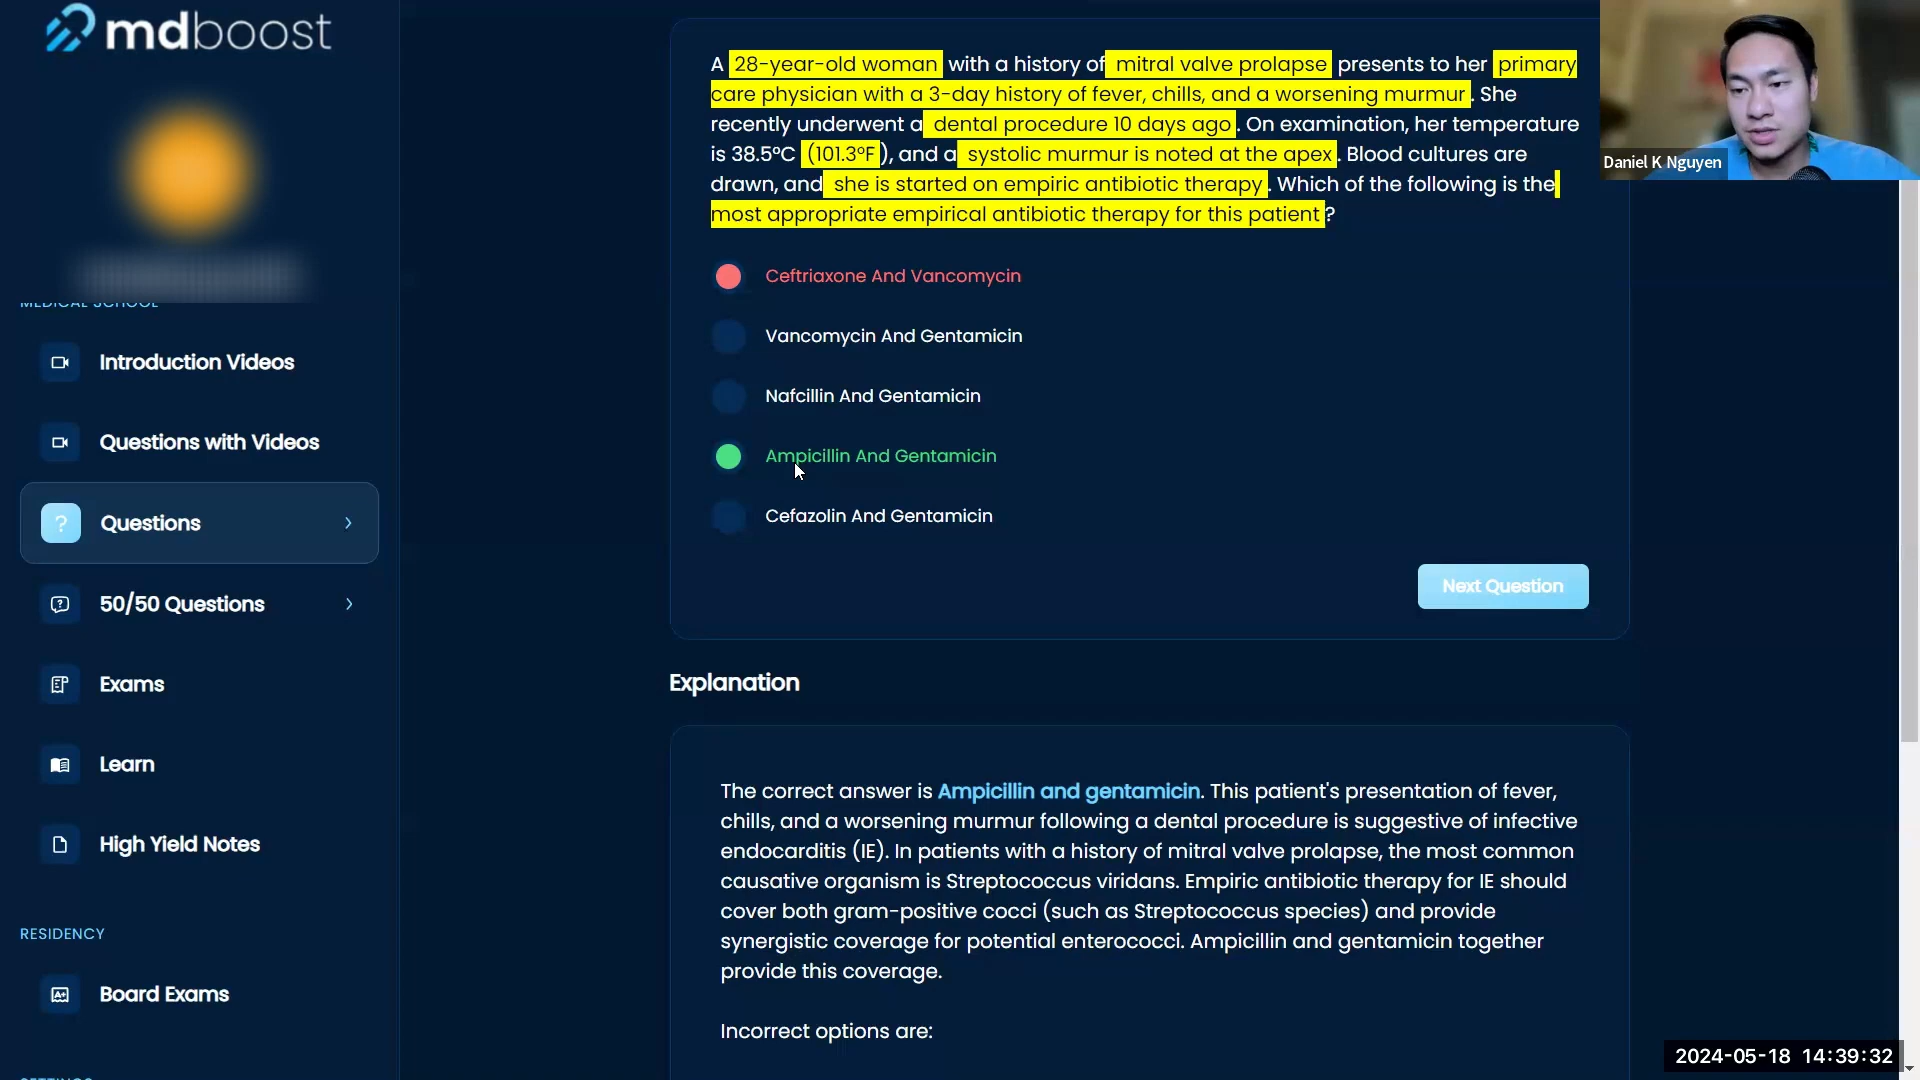 mdboost
MEDICAL SCHOOL
Introduction Videos
Questions with Videos
? Questions
50/50 Questions
Exams
Learn
High Yield Notes
RESIDENCY
Board Exams
A 28-year-old woman with a history of mitral valve prolapse presents to her primary
care physician with a 3-day history of fever, chills, and a worsening murmur. She
recently underwent a dental procedure 10 days ago. On examination, her temperature
is 38.5°C (101.3°F), and a systolic murmur is noted at the apex. Blood cultures are
drawn, and she is started on empiric antibiotic therapy. Which of the following is the
most appropriate empirical antibiotic therapy for this patient?
Ceftriaxone And Vancomycin
Vancomycin And Gentamicin
Nafcillin And Gentamicin
Ampicillin And Gentamicin
Cefazolin And Gentamicin
Next Question
Explanation
The correct answer is Ampicillin and gentamicin. This patient's presentation of fever,
chills, and a worsening murmur following a dental procedure is suggestive of infective
endocarditis (IE). In patients with a history of mitral valve prolapse, the most common
causative organism is Streptococcus viridans. Empiric antibiotic therapy for IE should
cover both gram-positive cocci (such as Streptococcus species) and provide
synergistic coverage for potential enterococci. Ampicillin and gentamicin together
provide this coverage.
Incorrect options are:
Daniel K Nguyen
2024-05-18 14:39:32